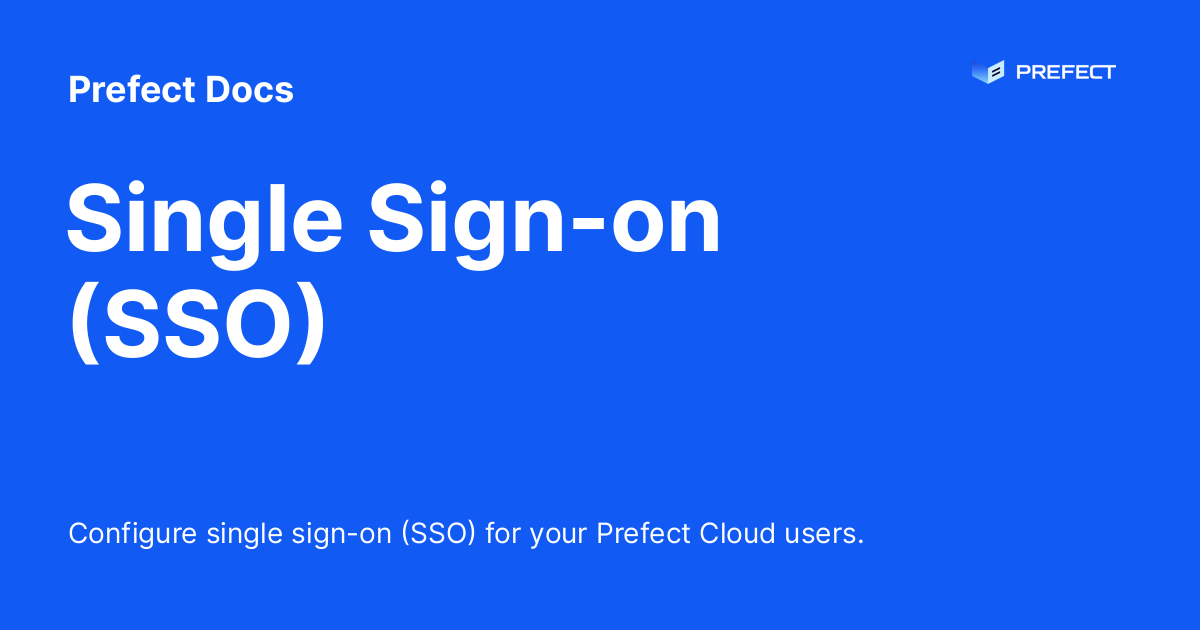 Prefect Docs
PREFECT
Single Sign-on
(SSO)
Configure single sign-on (SSO) for your Prefect Cloud users.